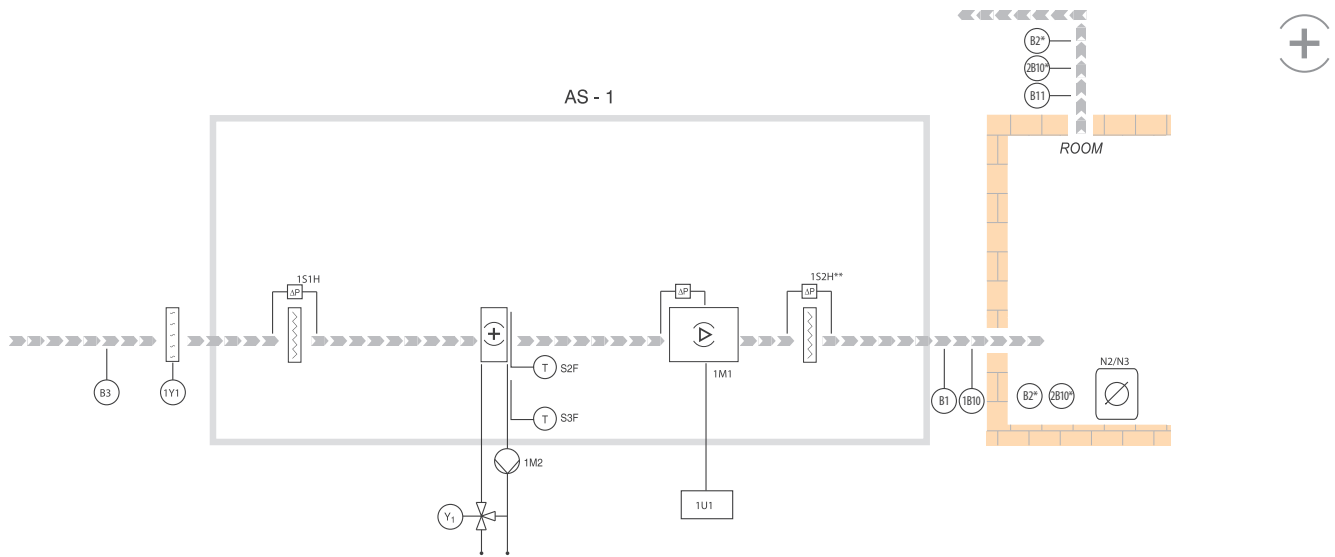 B2*
2B10*
B11
AS - 1
ROOM
1S1H
ΔP
ΔP
1S2H**
ΔP
B3
1Y1
T S2F
T S3F
1M1
N2/N3
B1
1B10
B2*
2B10*
1M2
Y1
1U1